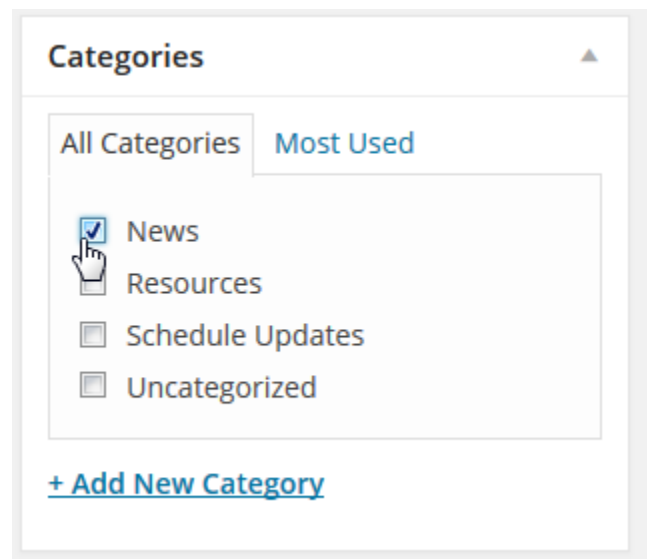 Categories
All Categories Most Used
News
Resources
Schedule Updates
Uncategorized
+ Add New Category